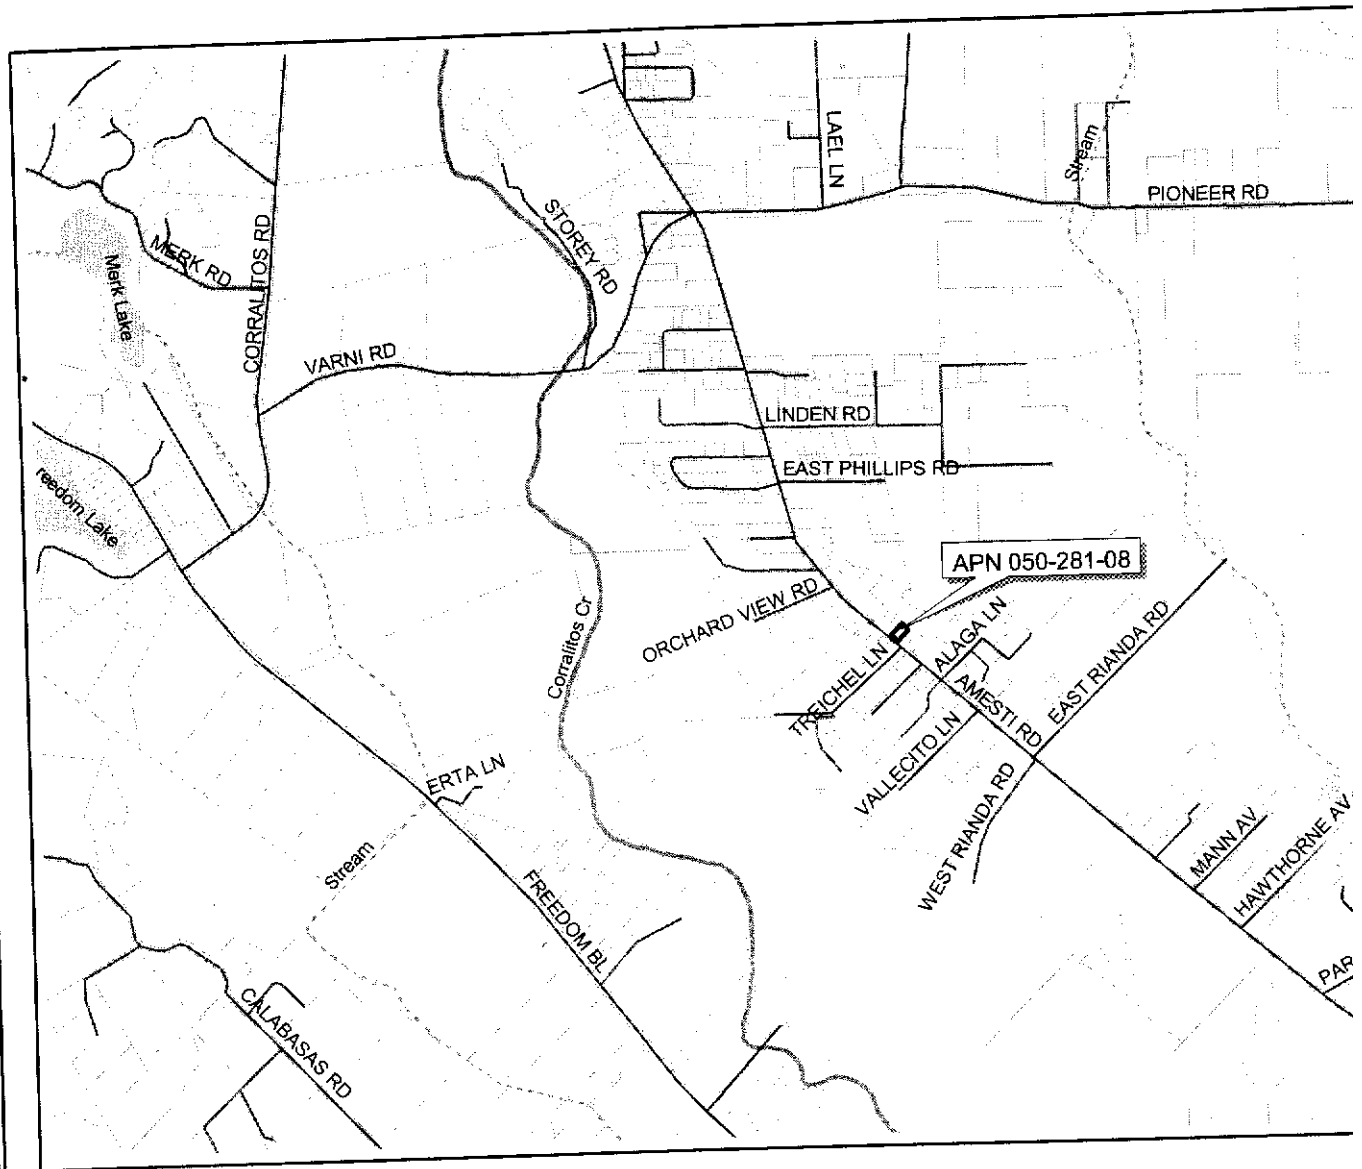 LAEL LN
Stream
PIONEER RD
STOREY RD
MERK RD
CORRALITOS RD
Merk Lake
VARNI RD
LINDEN RD
EAST PHILLIPS RD
reedom Lake
APN 050-281-08
ORCHARD VIEW RD
ALAGA LN
EAST RIANDA RD
Corralitos Cr
TREICHEL LN
AMESTI RD
VALLECITO LN
WEST RIANDA RD
ERTA LN
MANN AV
HAWTHORNE AV
Stream
FREEDOM BL
PAR
CALABASAS RD